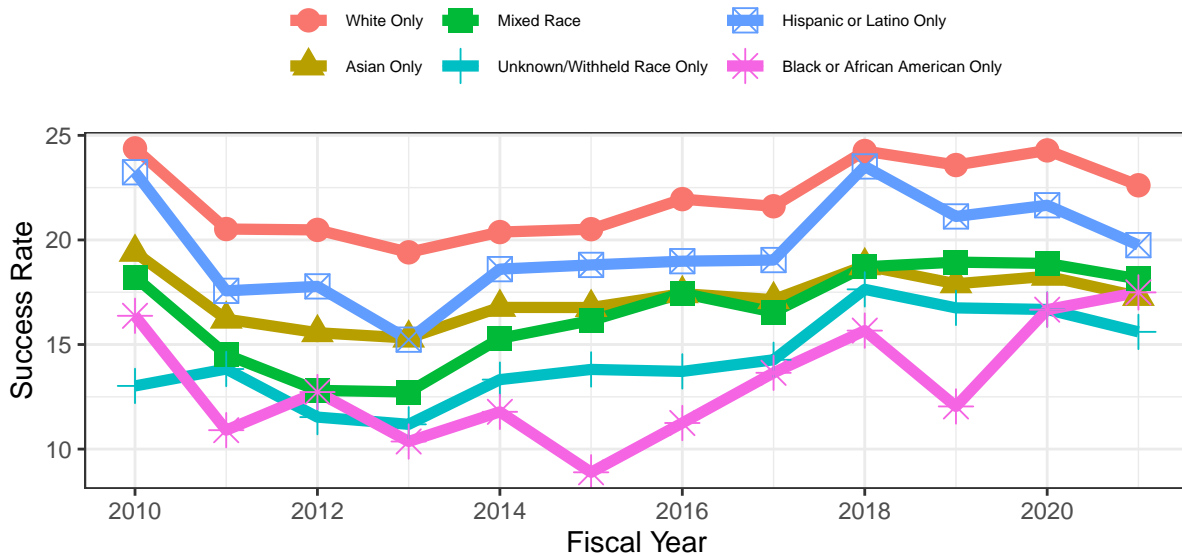 White Only
Mixed Race
Hispanic or Latino Only
Asian Only
Unknown/Withheld Race Only
Black or African American Only
25
20
15
10
Success Rate
2010
2012
2014
2016
2018
2020
Fiscal Year